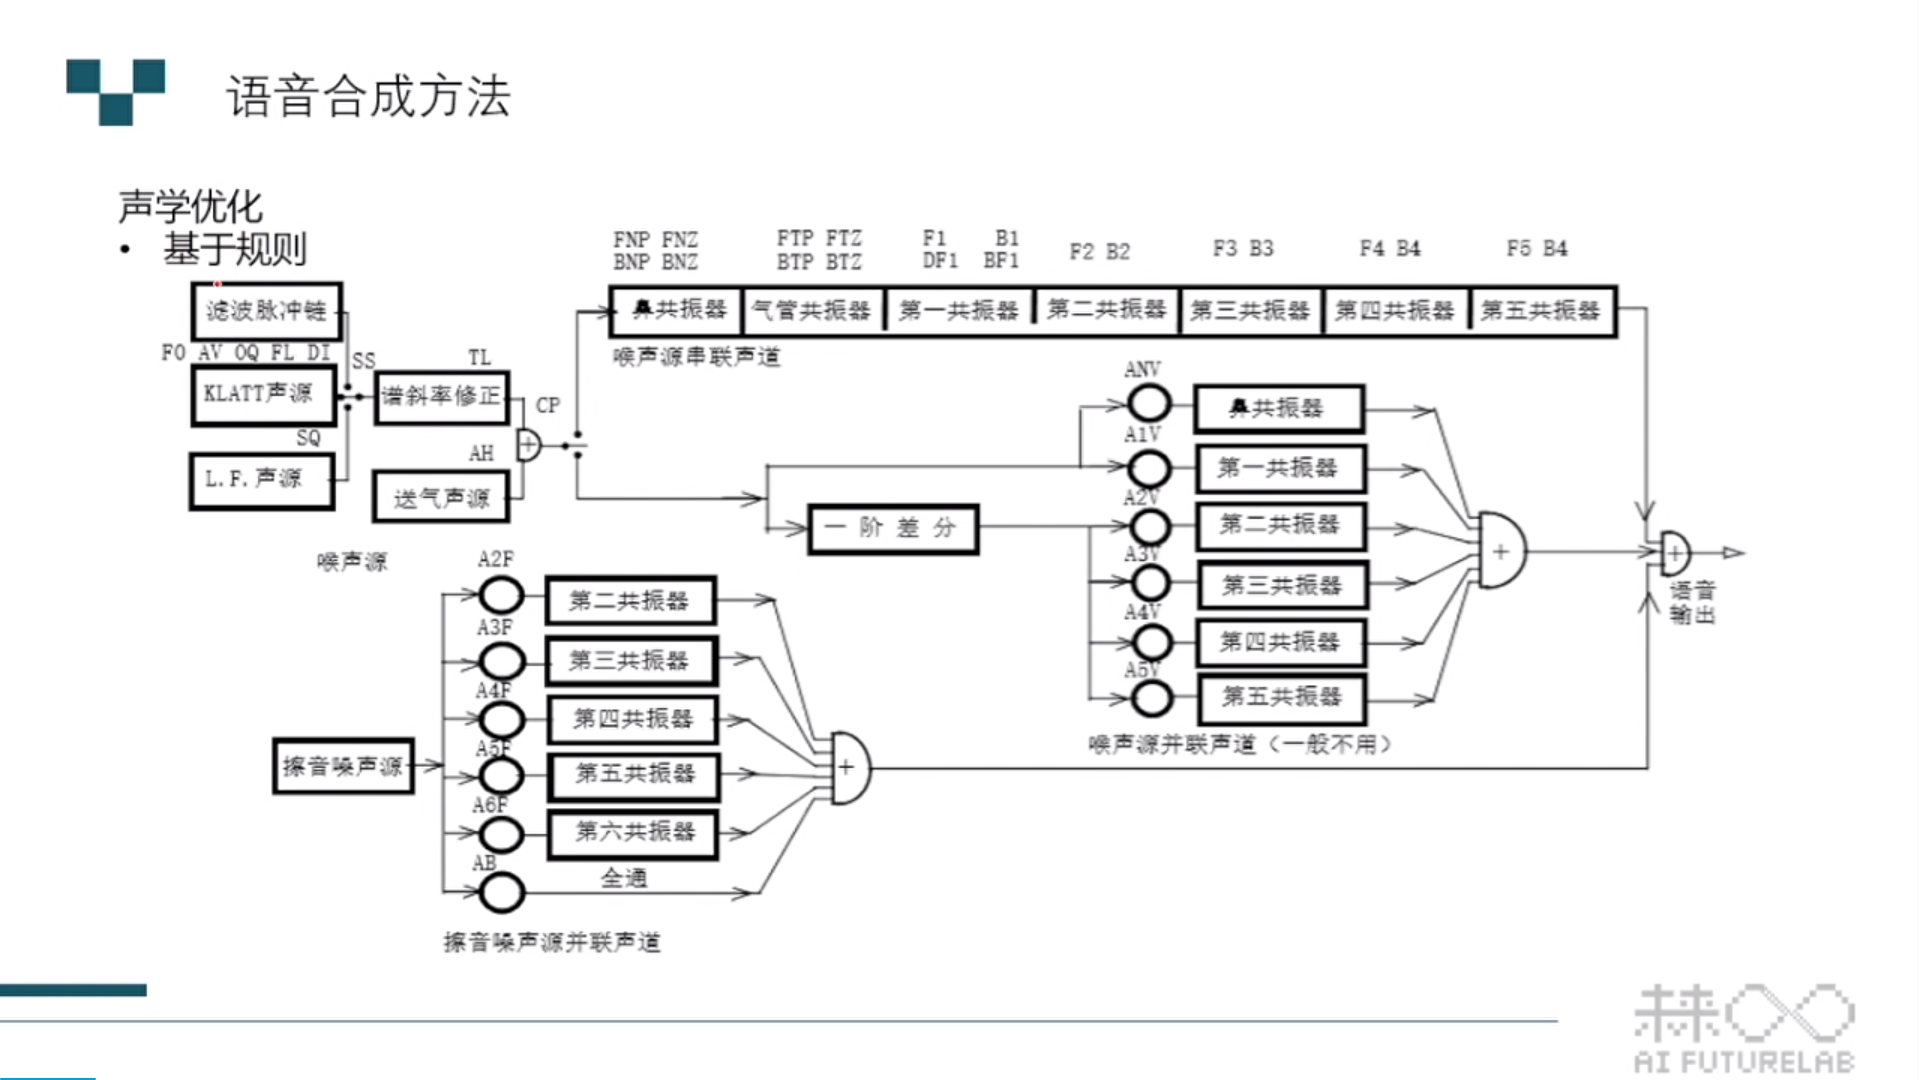 语音合成方法
声学优化
• 基于规则
FNP FNZ
BNP BNZ
FTP FTZ
BTP BTZ
F1 B1
DF1 BF1
F2 B2
F3 B3
F4 B4
F5 B4
滤波脉冲链
鼻共振器
气管共振器
第一共振器
第二共振器
第三共振器
第四共振器
第五共振器
F0 AV OQ FL DI
SS
TL
喉声源串联声道
KLATT声源
谱斜率修正
CP
SQ
AH
L.F.声源
送气声源
喉声源
ANV
鼻共振器
A1V
第一共振器
A2V
一阶差分
第二共振器
A3V
第三共振器
A4V
第四共振器
A5V
第五共振器
喉声源并联声道（一般不用）
+
+
+
语音
输出
A2F
第二共振器
A3F
第三共振器
A4F
第四共振器
A5F
擦音噪声源
第五共振器
+
A6F
第六共振器
AB
全通
擦音噪声源并联声道
AI FUTURELAB